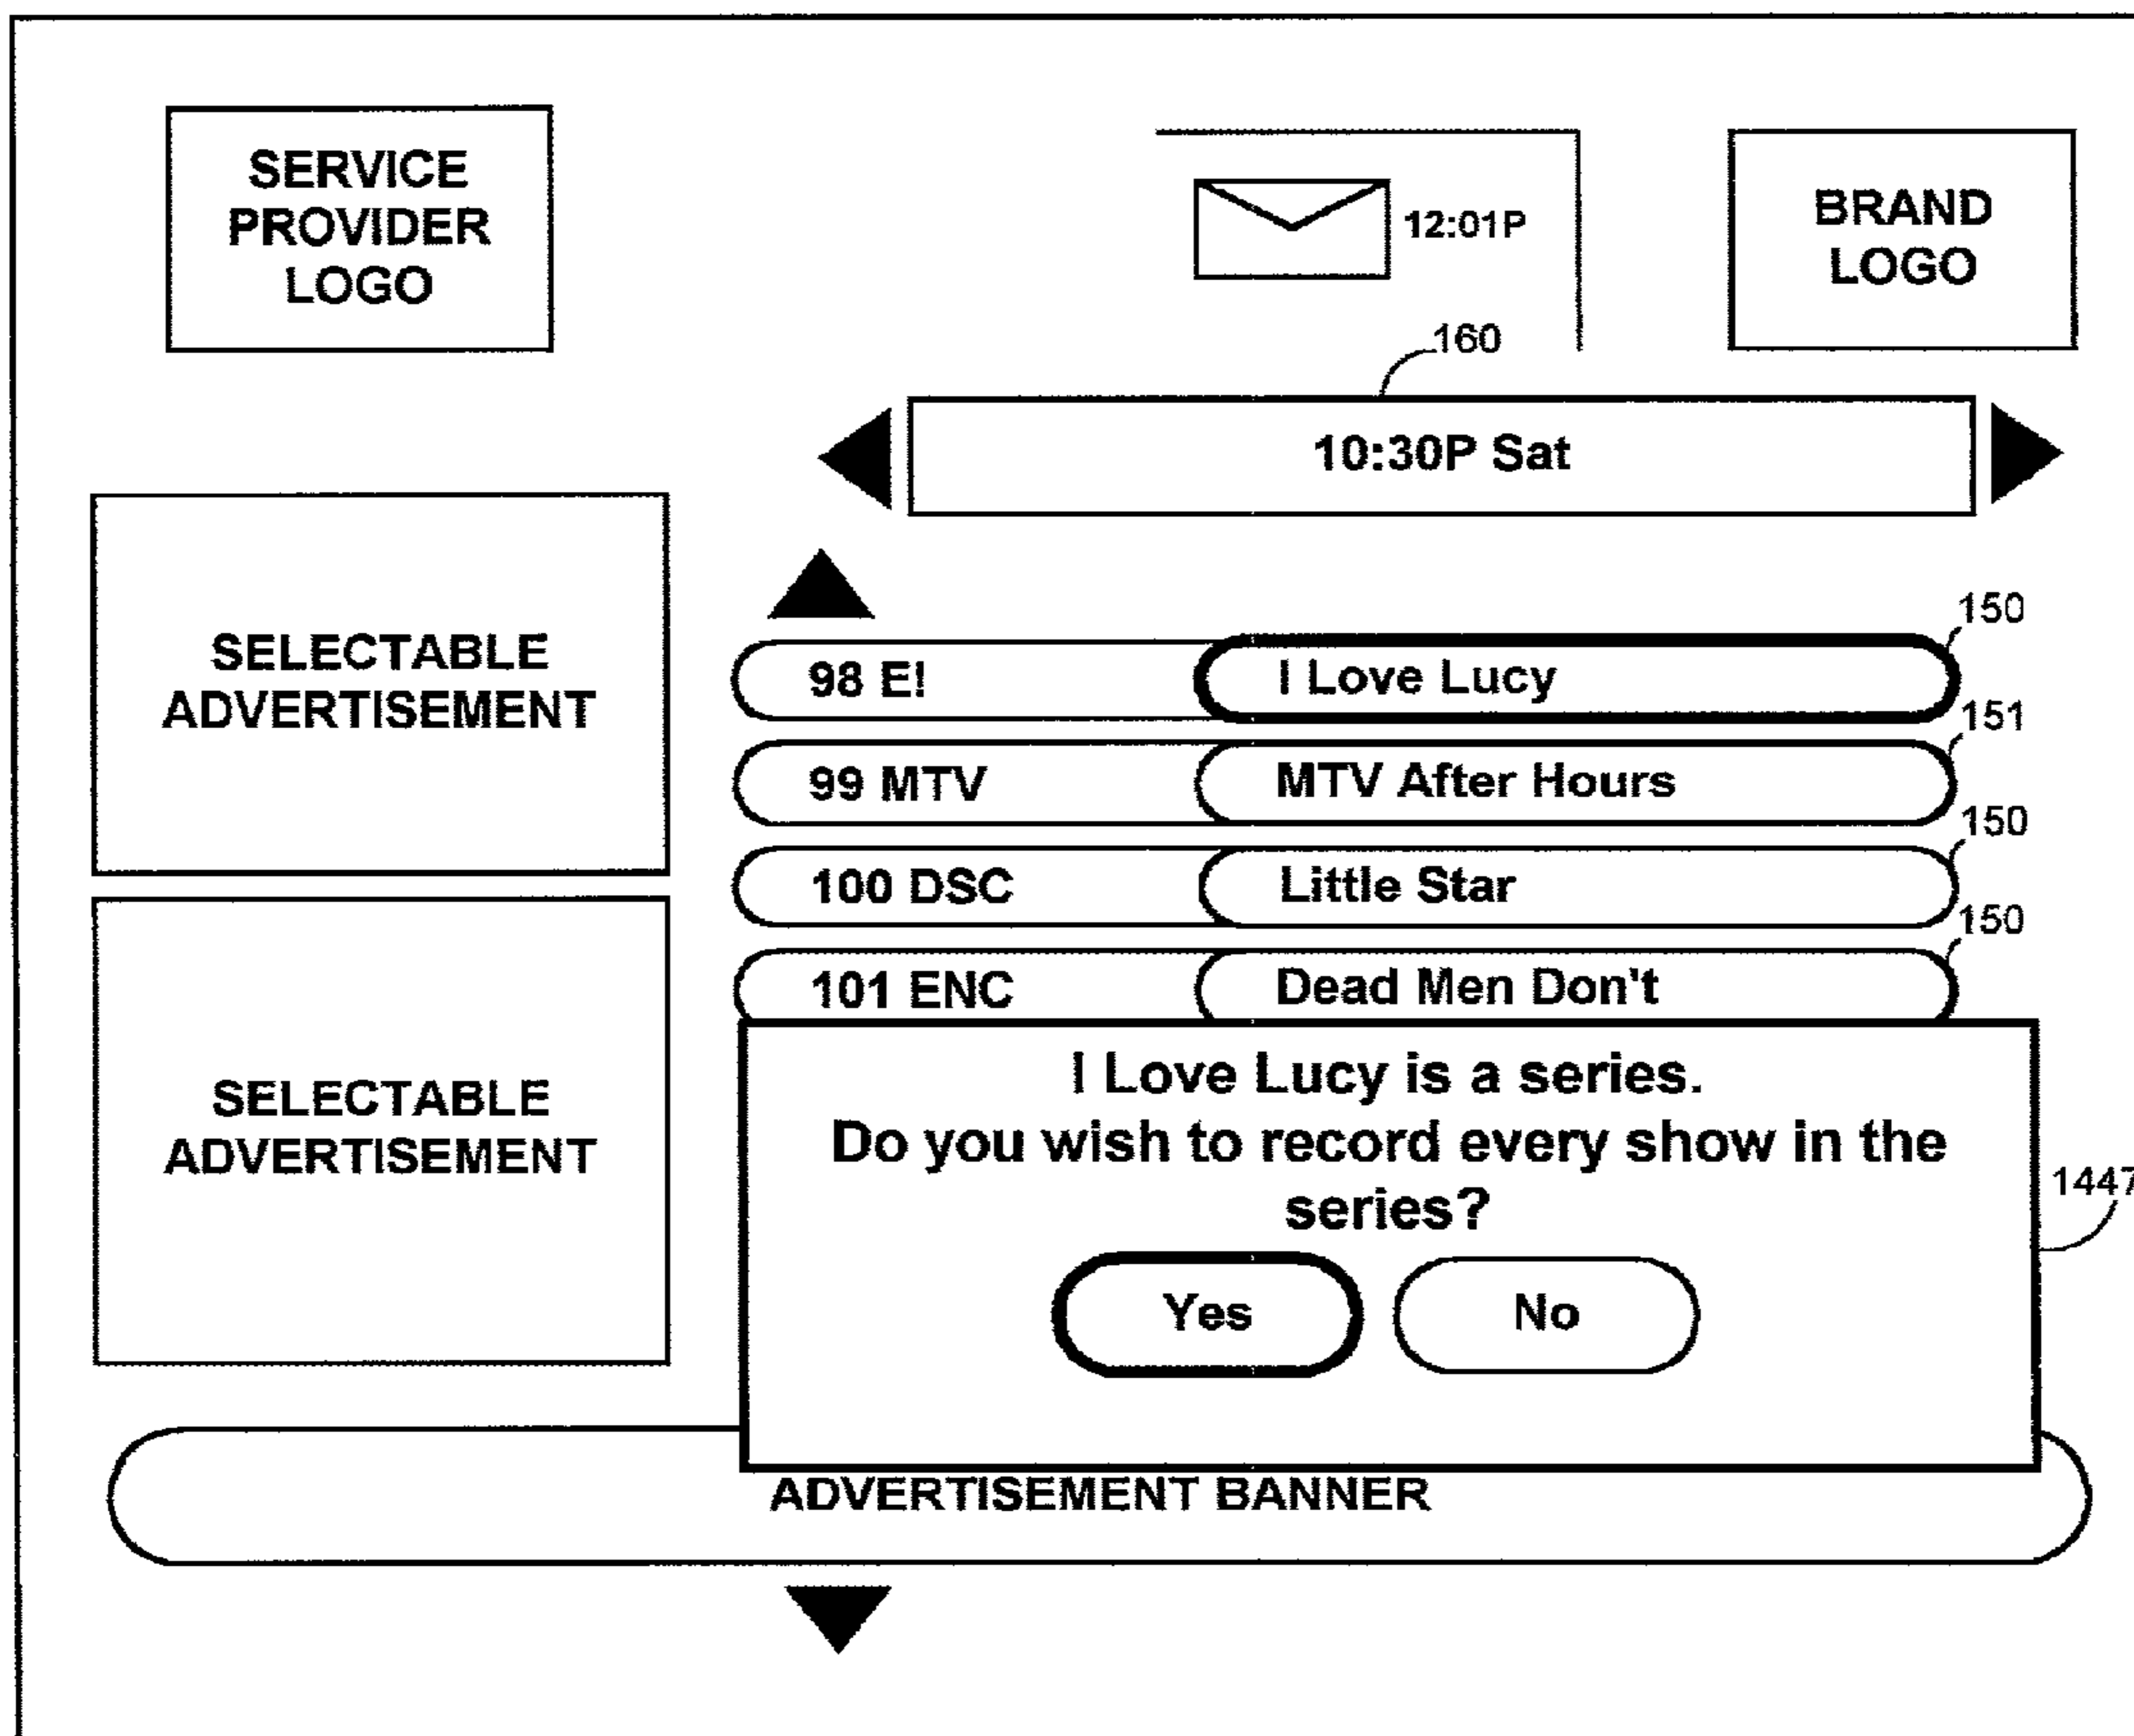 SERVICE
PROVIDER
LOGO
12:01P
BRAND
LOGO
160
10:30P Sat
SELECTABLE
ADVERTISEMENT
150
98 E! I Love Lucy
151
99 MTV MTV After Hours
150
100 DSC Little Star
150
101 ENC Dead Men Don't
SELECTABLE
ADVERTISEMENT
I Love Lucy is a series.
Do you wish to record every show in the
series?
1447
Yes No
ADVERTISEMENT BANNER